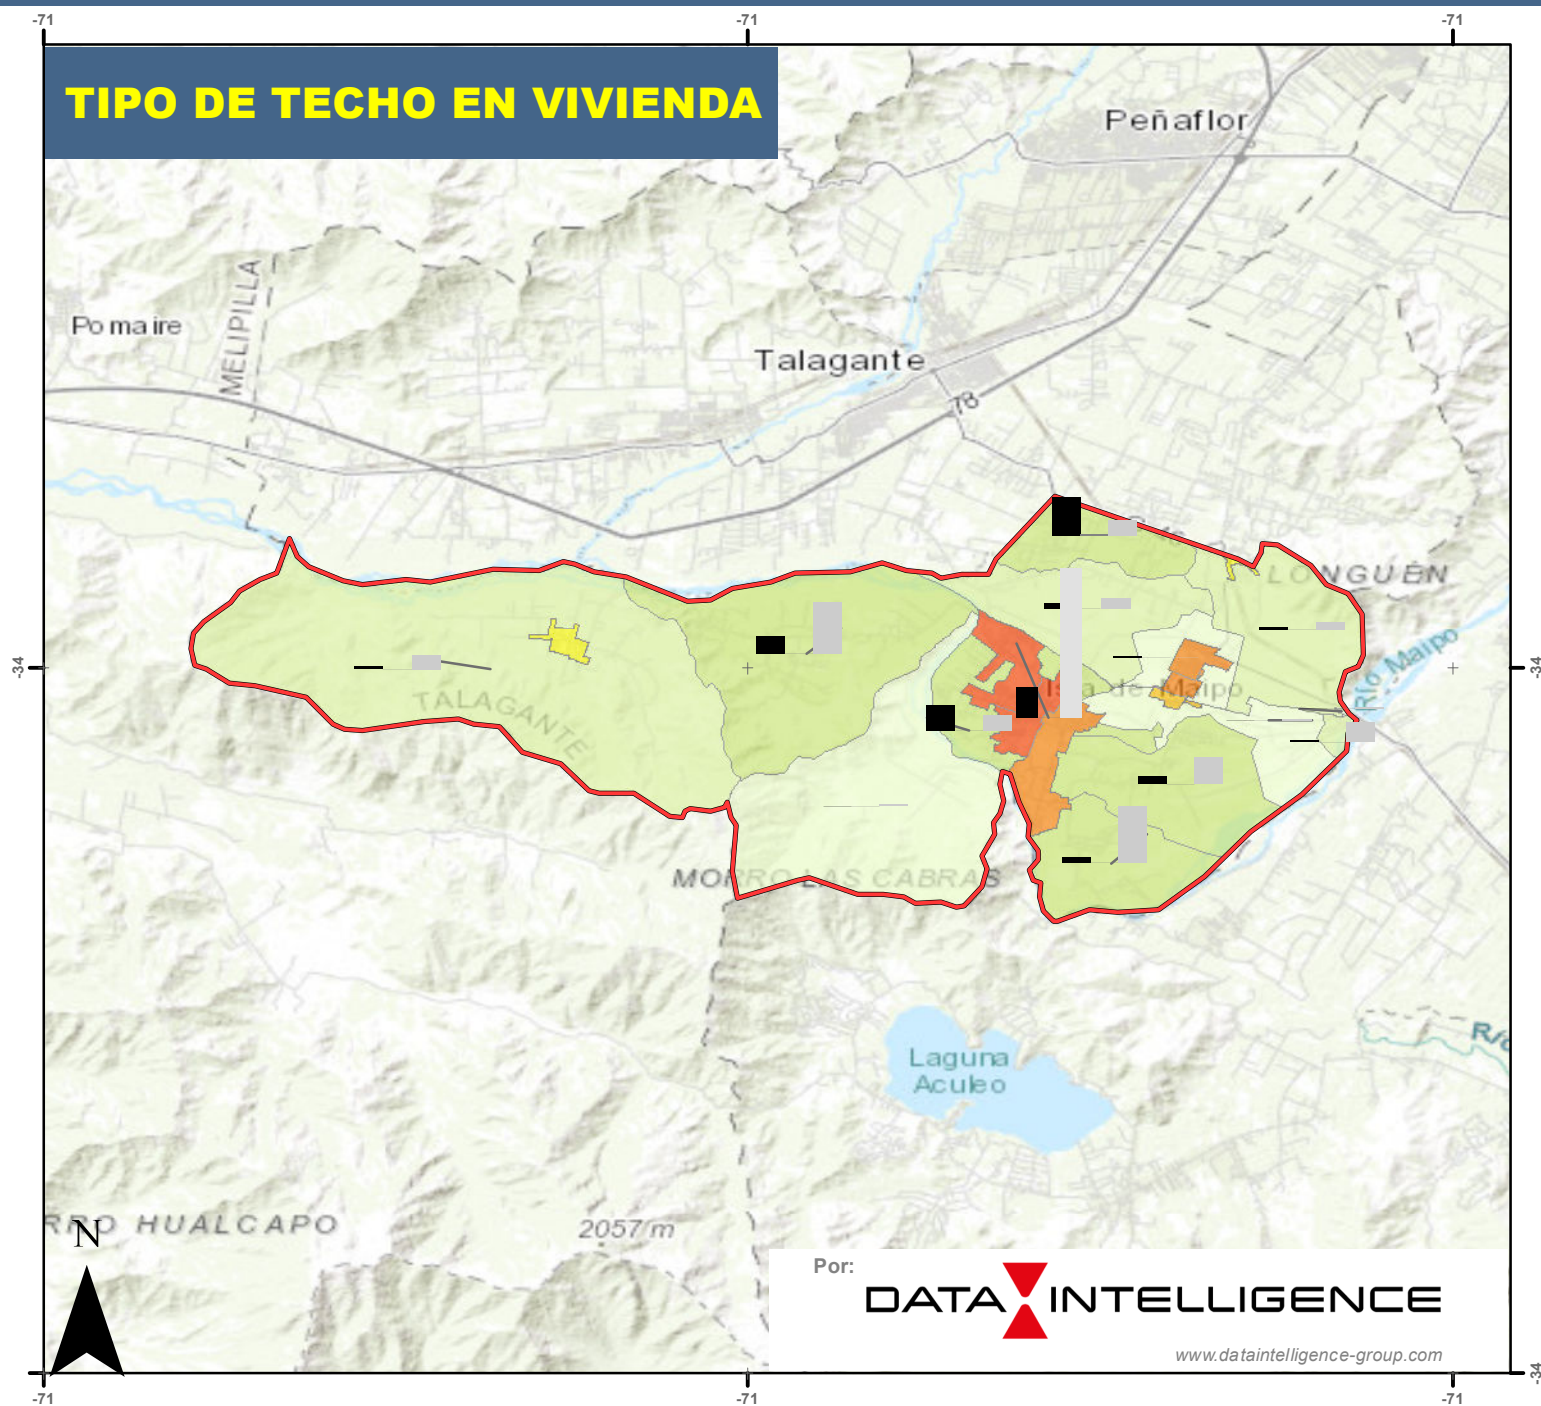 -71
-71
-71
TIPO DE TECHO EN VIVIENDA
Peñaflor
Pomaire
MELIPILLA
Talagante
78
LONGUÉN
-34
-34
Río Maipo
Isla de Maipo
TALAGANTE
MORRO LAS CABRAS
Laguna
Aculeo
Río
RRO HUALCAPO
2057 m
N
Por:
DATA INTELLIGENCE
www.dataintelligence-group.com
-34
-71
-71
-71